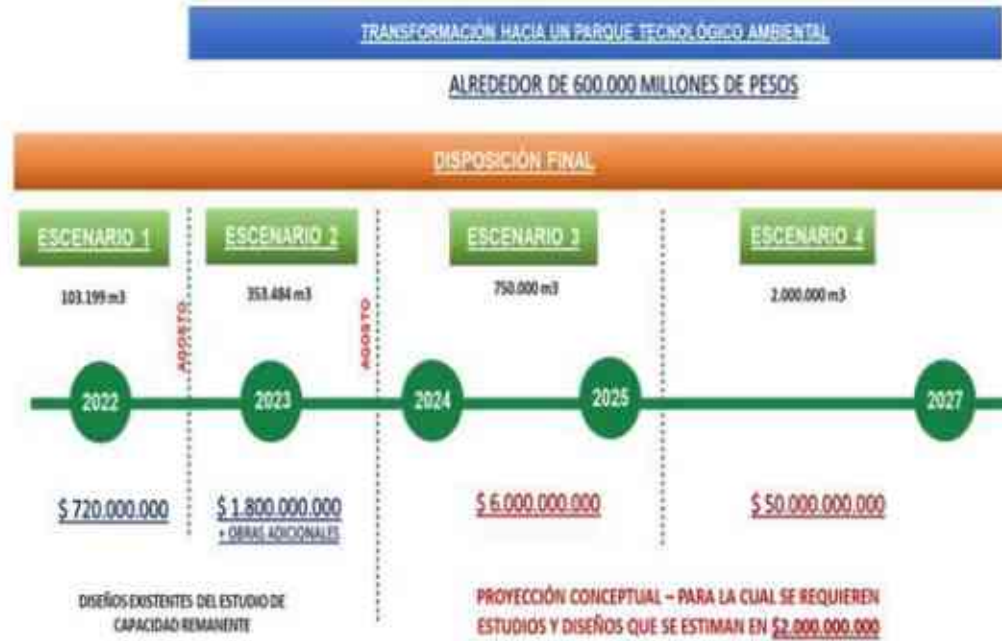 TRANSFORMACIÓN HACIA UN PARQUE TECNOLÓGICO AMBIENTAL
ALREDEDOR DE 600.000 MILLONES DE PESOS
DISPOSICIÓN FINAL
ESCENARIO 1
ESCENARIO 2
ESCENARIO 3
ESCENARIO 4
103.199 m3
353.484 m3
750.000 m3
2.000.000 m3
AGOSTO
AGOSTO
2022
2023
2024
2025
2027
$ 720.000.000
$ 1.800.000.000
+ OBRAS ADICIONALES
$ 6.000.000.000
$ 50.000.000.000
DISEÑOS EXISTENTES DEL ESTUDIO DE
CAPACIDAD REMANENTE
PROYECCIÓN CONCEPTUAL – PARA LA CUAL SE REQUIEREN
ESTUDIOS Y DISEÑOS QUE SE ESTIMAN EN $2.000.000.000